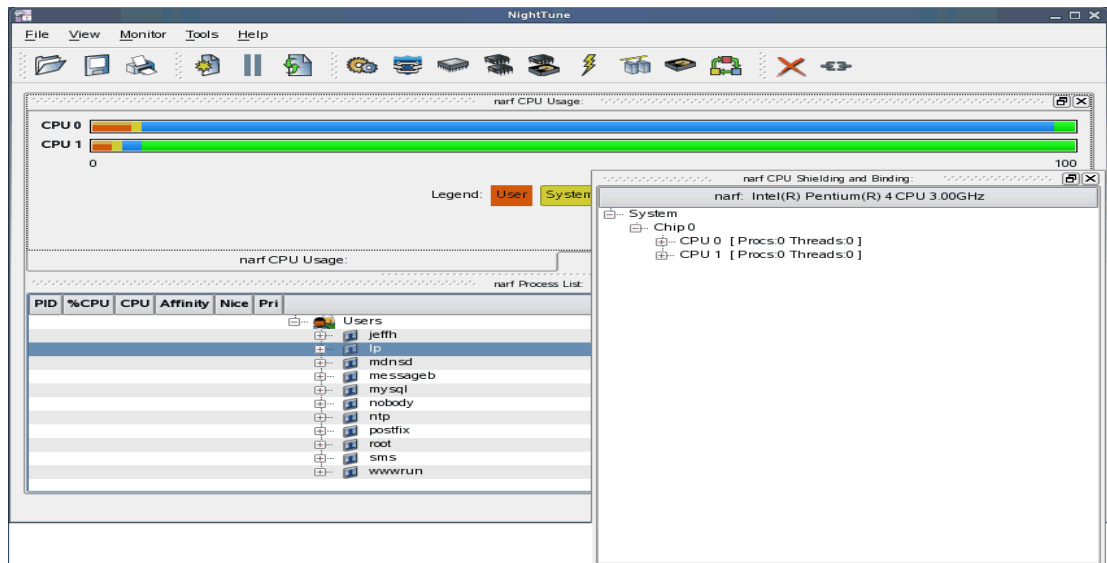 NightTune
File View Monitor Tools Help
narf CPU Usage:
CPU 0
CPU 1
0 100
Legend: User System
narf CPU Usage:
narf Process List:
PID %CPU CPU Affinity Nice Pri
Users
jeffh
lp
mdnsd
messageb
mysql
nobody
ntp
postfix
root
sms
wwwrun
narf CPU Shielding and Binding:
narf: Intel(R) Pentium(R) 4 CPU 3.00GHz
System
Chip 0
CPU 0 [ Procs:0 Threads:0 ]
CPU 1 [ Procs:0 Threads:0 ]